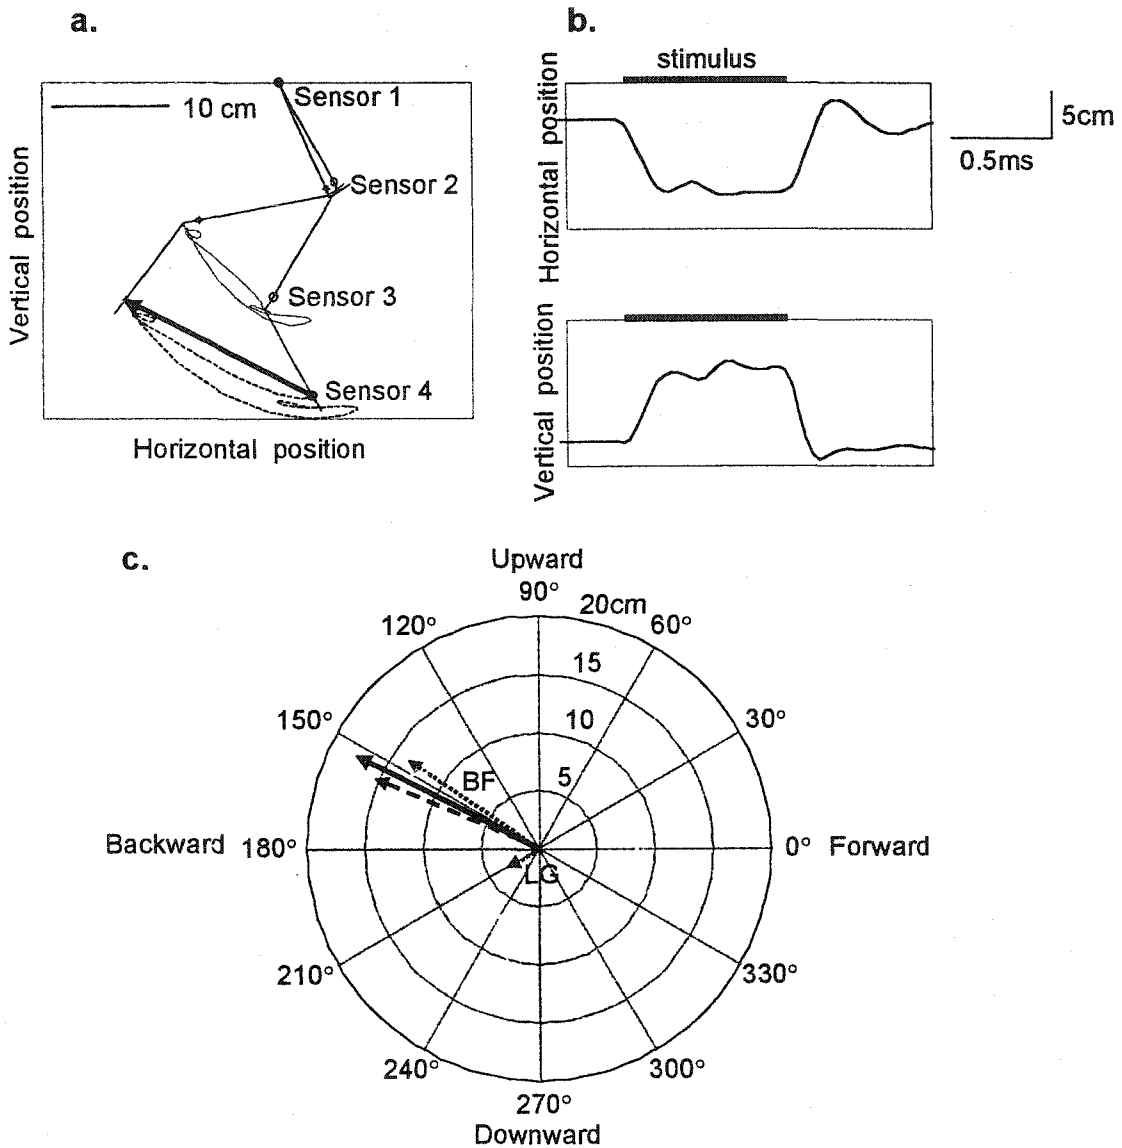 a.
Sensor 1
10 cm
Sensor 2
Sensor 3
Sensor 4
Vertical position
Horizontal position
b.
stimulus
Horizontal position
5cm
0.5ms
Vertical position
c.
Upward
90°
20cm
120°
60°
15
150°
10
30°
BF
5
Backward 180°
0° Forward
LG
210°
330°
240°
300°
270°
Downward